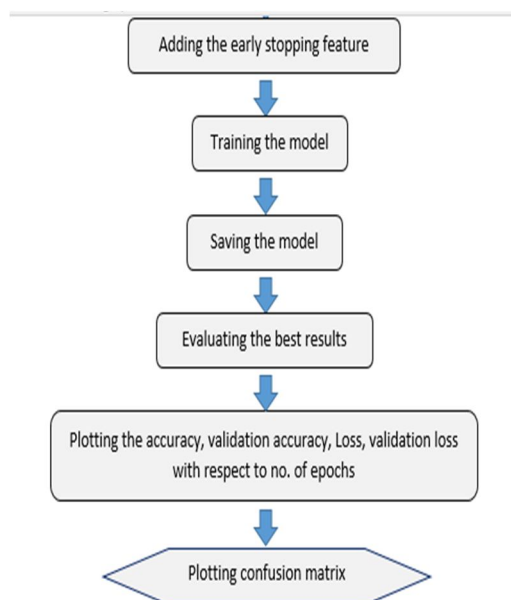 Adding the early stopping feature
Training the model
Saving the model
Evaluating the best results
Plotting the accuracy, validation accuracy, Loss, validation loss
with respect to no. of epochs
Plotting confusion matrix